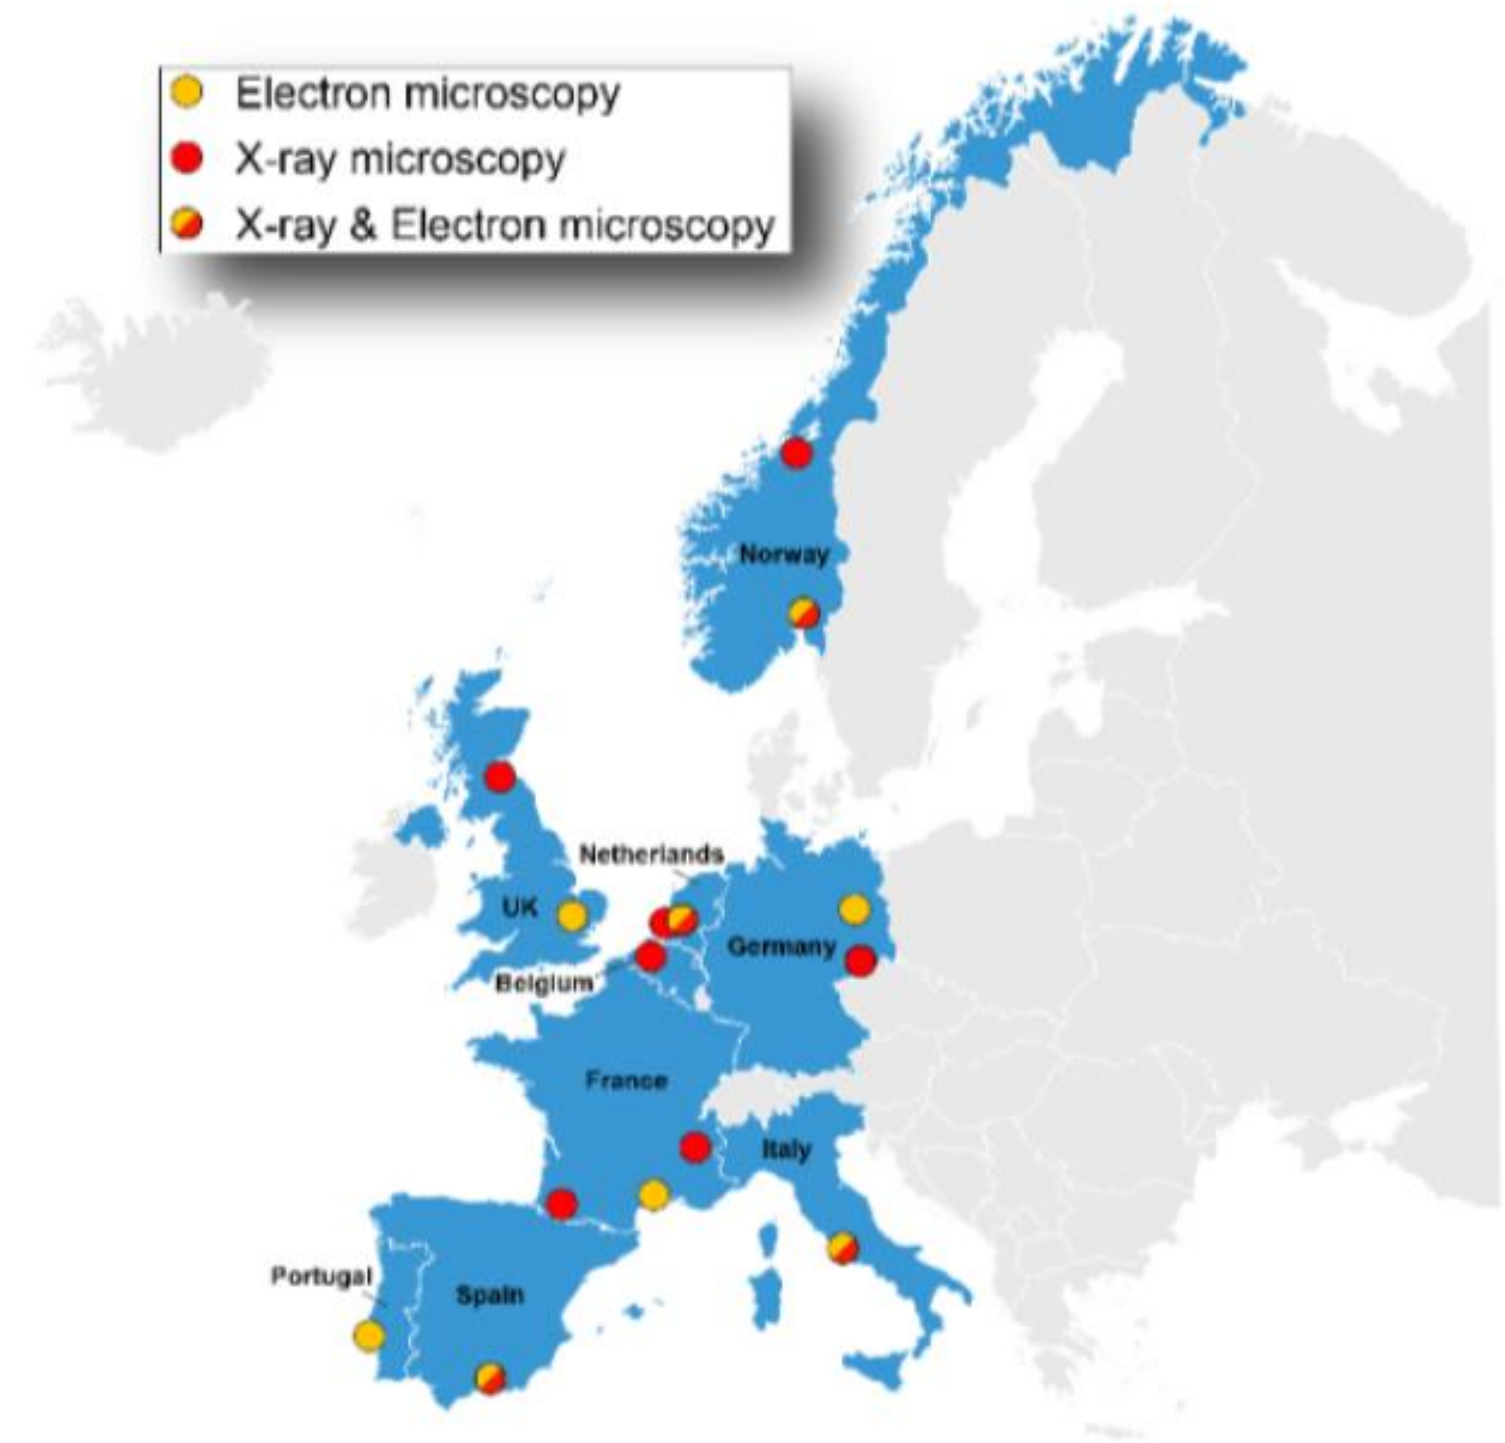 Electron microscopy
X-ray microscopy
X-ray & Electron microscopy
Norway
Netherlands
UK
Germany
Belgium
France
Italy
Portugal
Spain